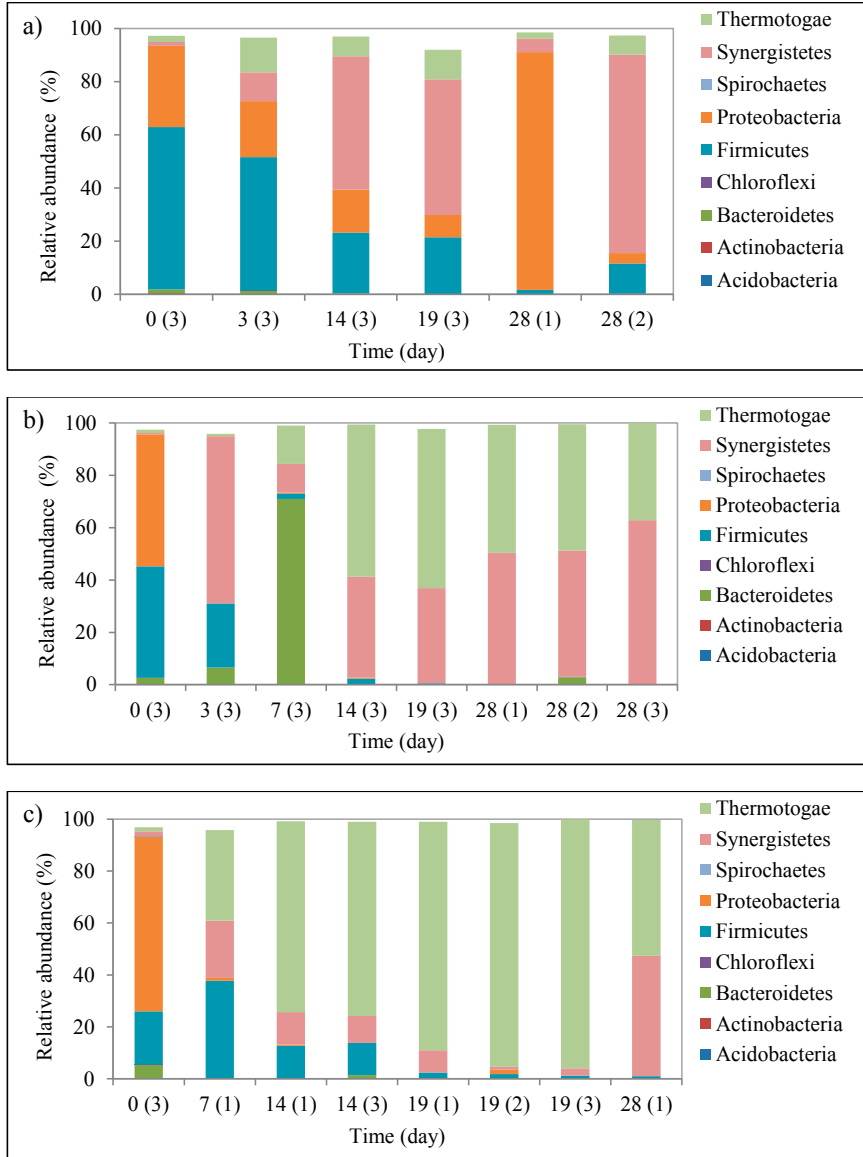 a)
Relative abundance (%)
100
80
60
40
20
0
0 (3) 3 (3) 14 (3) 19 (3) 28 (1) 28 (2)
Time (day)
Thermotogae
Synergistetes
Spirochaetes
Proteobacteria
Firmicutes
Chloroflexi
Bacteroidetes
Actinobacteria
Acidobacteria
b)
Relative abundance (%)
100
80
60
40
20
0
0 (3) 3 (3) 7 (3) 14 (3) 19 (3) 28 (1) 28 (2) 28 (3)
Time (day)
Thermotogae
Synergistetes
Spirochaetes
Proteobacteria
Firmicutes
Chloroflexi
Bacteroidetes
Actinobacteria
Acidobacteria
c)
Relative abundance (%)
100
80
60
40
20
0
0 (3) 7 (1) 14 (1) 14 (3) 19 (1) 19 (2) 19 (3) 28 (1)
Time (day)
Thermotogae
Synergistetes
Spirochaetes
Proteobacteria
Firmicutes
Chloroflexi
Bacteroidetes
Actinobacteria
Acidobacteria